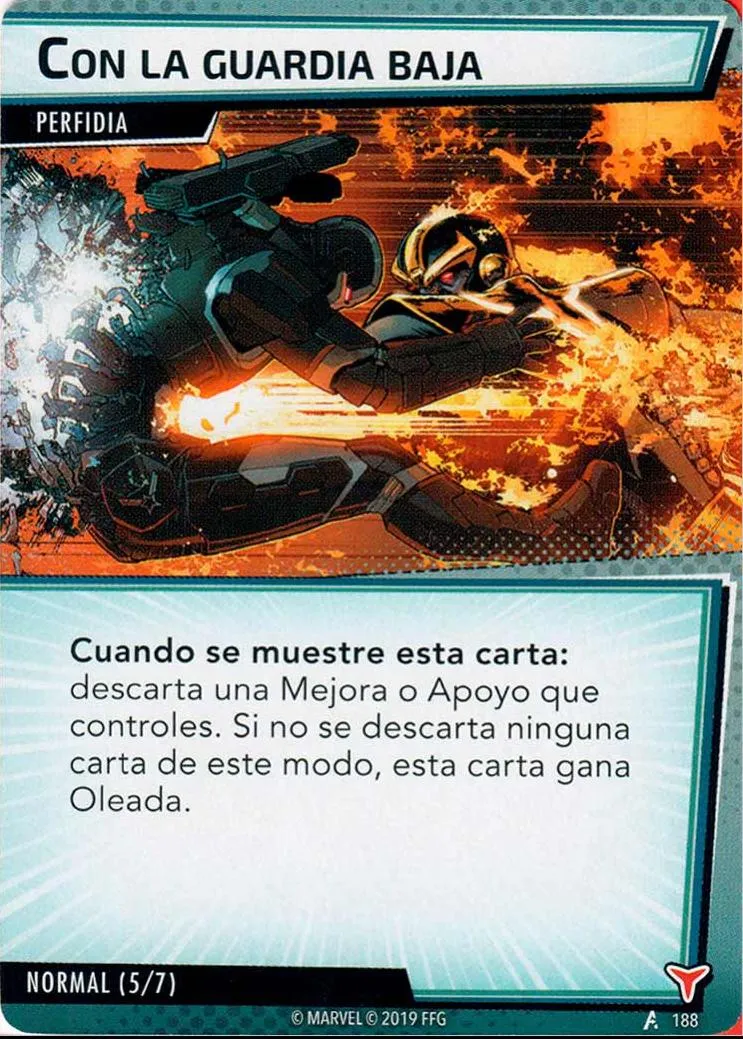 CON LA GUARDIA BAJA
PERFIDIA
Cuando se muestre esta carta:
descarta una Mejora o Apoyo que
controles. Si no se descarta ninguna
carta de este modo, esta carta gana
Oleada.
NORMAL (5/7)
© MARVEL © 2019 FFG
188